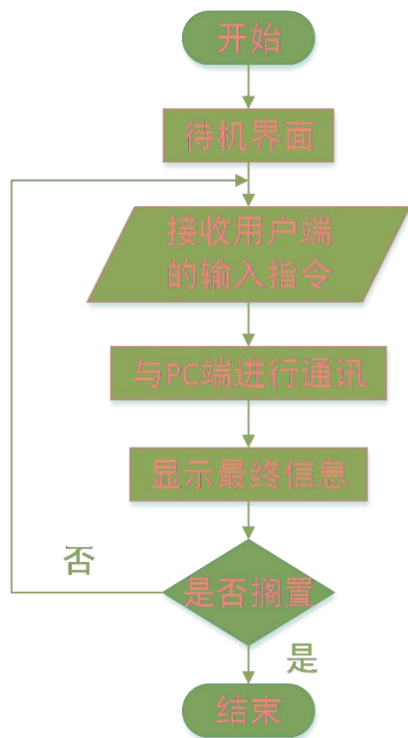 开始
待机界面
接收用户端
的输入指令
与PC端进行通讯
显示最终信息
否
是否搁置
是
结束